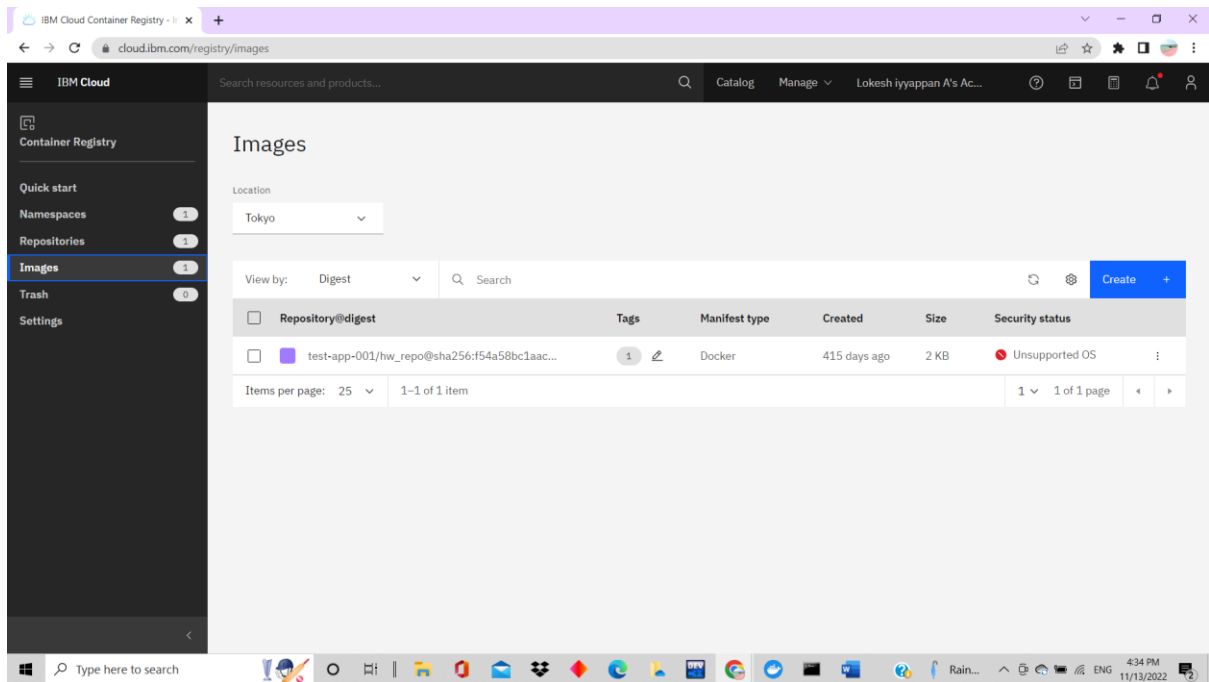 IBM Cloud Container Registry - I
cloud.ibm.com/registry/images
IBM Cloud
Search resources and products...
Catalog
Manage
Lokesh iyyappan A's Ac...
Container Registry
Quick start
Namespaces 1
Repositories 1
Images 1
Trash 0
Settings
Images
Location
Tokyo
View by: Digest
Search
Create +
Repository@digest Tags Manifest type Created Size Security status
test-app-001/hw_repo@sha256:f54a58bc1aac... 1 Docker 415 days ago 2 KB Unsupported OS
Items per page: 25 1–1 of 1 item 1 1 of 1 page
Type here to search
Rain... ENG 4:34 PM
11/13/2022 2